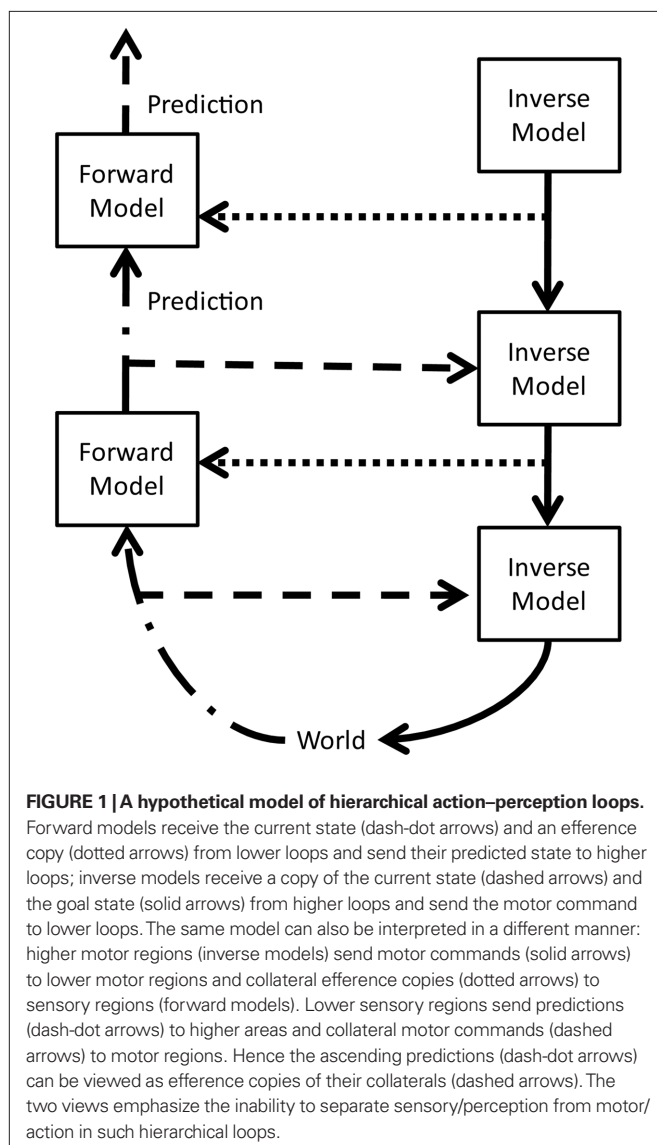 Prediction
Inverse
Model
Forward
Model
Prediction
Inverse
Model
Forward
Model
Inverse
Model
World
FIGURE 1 | A hypothetical model of hierarchical action–perception loops.
Forward models receive the current state (dash-dot arrows) and an efference
copy (dotted arrows) from lower loops and send their predicted state to higher
loops; inverse models receive a copy of the current state (dashed arrows) and
the goal state (solid arrows) from higher loops and send the motor command
to lower loops. The same model can also be interpreted in a different manner:
higher motor regions (inverse models) send motor commands (solid arrows)
to lower motor regions and collateral efference copies (dotted arrows) to
sensory regions (forward models). Lower sensory regions send predictions
(dash-dot arrows) to higher areas and collateral motor commands (dashed
arrows) to motor regions. Hence the ascending predictions (dash-dot arrows)
can be viewed as efference copies of their collaterals (dashed arrows). The
two views emphasize the inability to separate sensory/perception from motor/
action in such hierarchical loops.